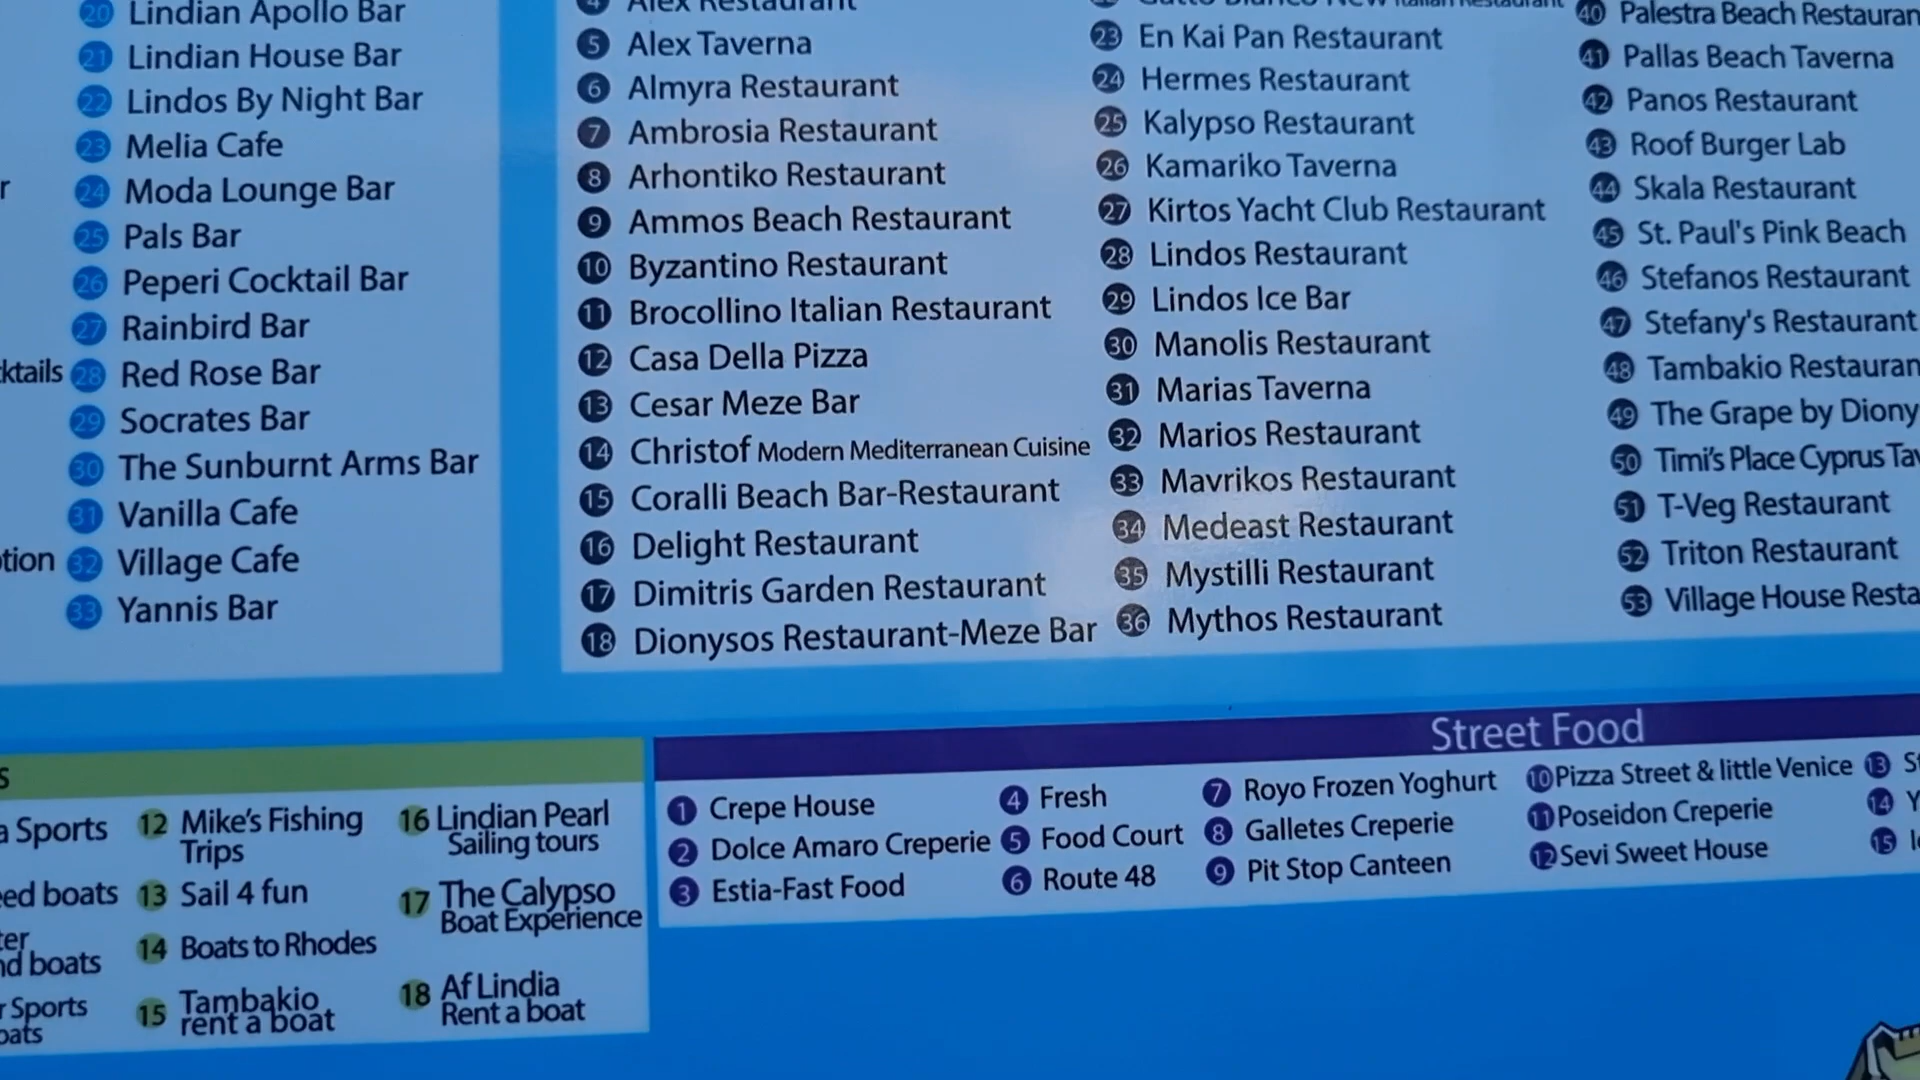 20 Lindian Apollo Bar
21 Lindian House Bar
22 Lindos By Night Bar
23 Melia Cafe
24 Moda Lounge Bar
25 Pals Bar
26 Peperi Cocktail Bar
27 Rainbird Bar
28 Red Rose Bar
29 Socrates Bar
30 The Sunburnt Arms Bar
31 Vanilla Cafe
32 Village Cafe
33 Yannis Bar
4 Alex Restaurant
5 Alex Taverna
6 Almyra Restaurant
7 Ambrosia Restaurant
8 Arhontiko Restaurant
9 Ammos Beach Restaurant
10 Byzantino Restaurant
11 Brocollino Italian Restaurant
12 Casa Della Pizza
13 Cesar Meze Bar
14 Christof Modern Mediterranean Cuisine
15 Coralli Beach Bar-Restaurant
16 Delight Restaurant
17 Dimitris Garden Restaurant
18 Dionysos Restaurant-Meze Bar
23 En Kai Pan Restaurant
24 Hermes Restaurant
25 Kalypso Restaurant
26 Kamariko Taverna
27 Kirtos Yacht Club Restaurant
28 Lindos Restaurant
29 Lindos Ice Bar
30 Manolis Restaurant
31 Marias Taverna
32 Marios Restaurant
33 Mavrikos Restaurant
34 Medeast Restaurant
35 Mystilli Restaurant
36 Mythos Restaurant
40 Palestra Beach Restauran
41 Pallas Beach Taverna
42 Panos Restaurant
43 Roof Burger Lab
44 Skala Restaurant
45 St. Paul's Pink Beach
46 Stefanos Restaurant
47 Stefany's Restaurant
48 Tambakio Restauran
49 The Grape by Diony
50 Timi's Place Cyprus Tav
51 T-Veg Restaurant
52 Triton Restaurant
53 Village House Resta
a Sports
ed boats
nd boats
r Sports
12 Mike's Fishing
Trips
13 Sail 4 fun
14 Boats to Rhodes
15 Tambakio
rent a boat
16 Lindian Pearl
Sailing tours
17 The Calypso
Boat Experience
18 Af Lindia
Rent a boat
Street Food
1 Crepe House
2 Dolce Amaro Creperie
3 Estia-Fast Food
4 Fresh
5 Food Court
6 Route 48
7 Royo Frozen Yoghurt
8 Galletes Creperie
9 Pit Stop Canteen
10 Pizza Street & little Venice
11 Poseidon Creperie
12 Sevi Sweet House
13
14
15